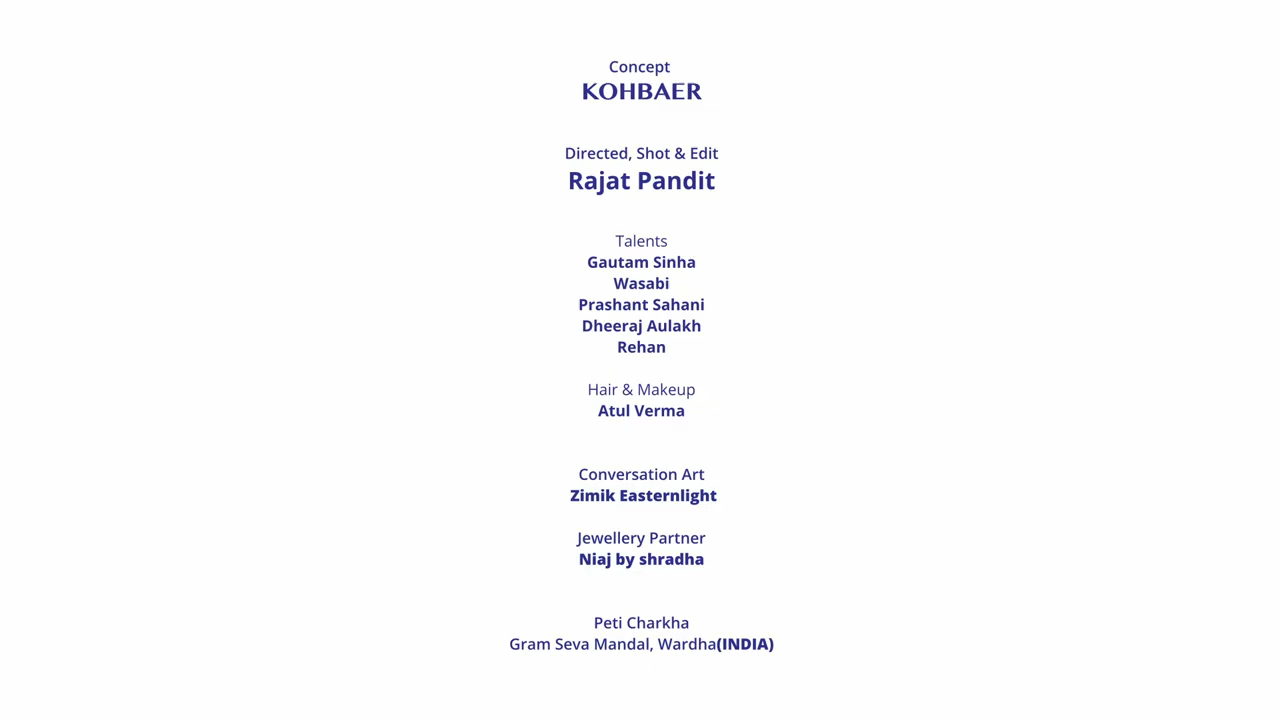 Concept
KOHBAER
Directed, Shot & Edit
Rajat Pandit
Talents
Gautam Sinha
Wasabi
Prashant Sahani
Dheeraj Aulakh
Rehan
Hair & Makeup
Atul Verma
Conversation Art
Zimik Easternlight
Jewellery Partner
Niaj by shradha
Peti Charkha
Gram Seva Mandal, Wardha(INDIA)